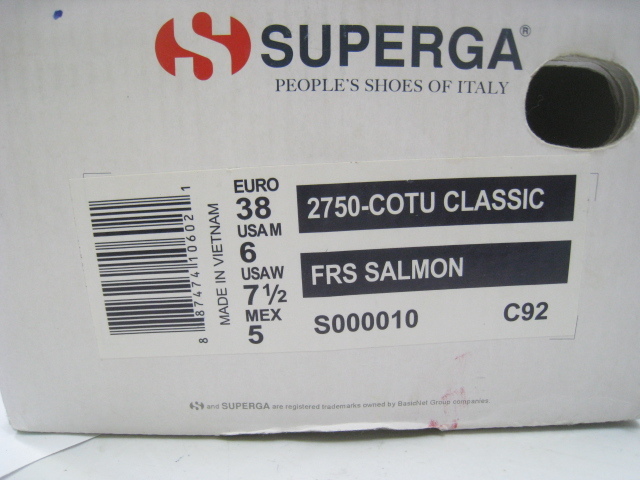 SUPERGA®
PEOPLE'S SHOES OF ITALY
8 87474 10602 1
MADE IN VIETNAM
EURO
38
USA M
6
USAW
7½
MEX
5
2750-COTU CLASSIC
FRS SALMON
S000010 C92
and SUPERGA are registered trademarks owned by BasicNet Group companies.